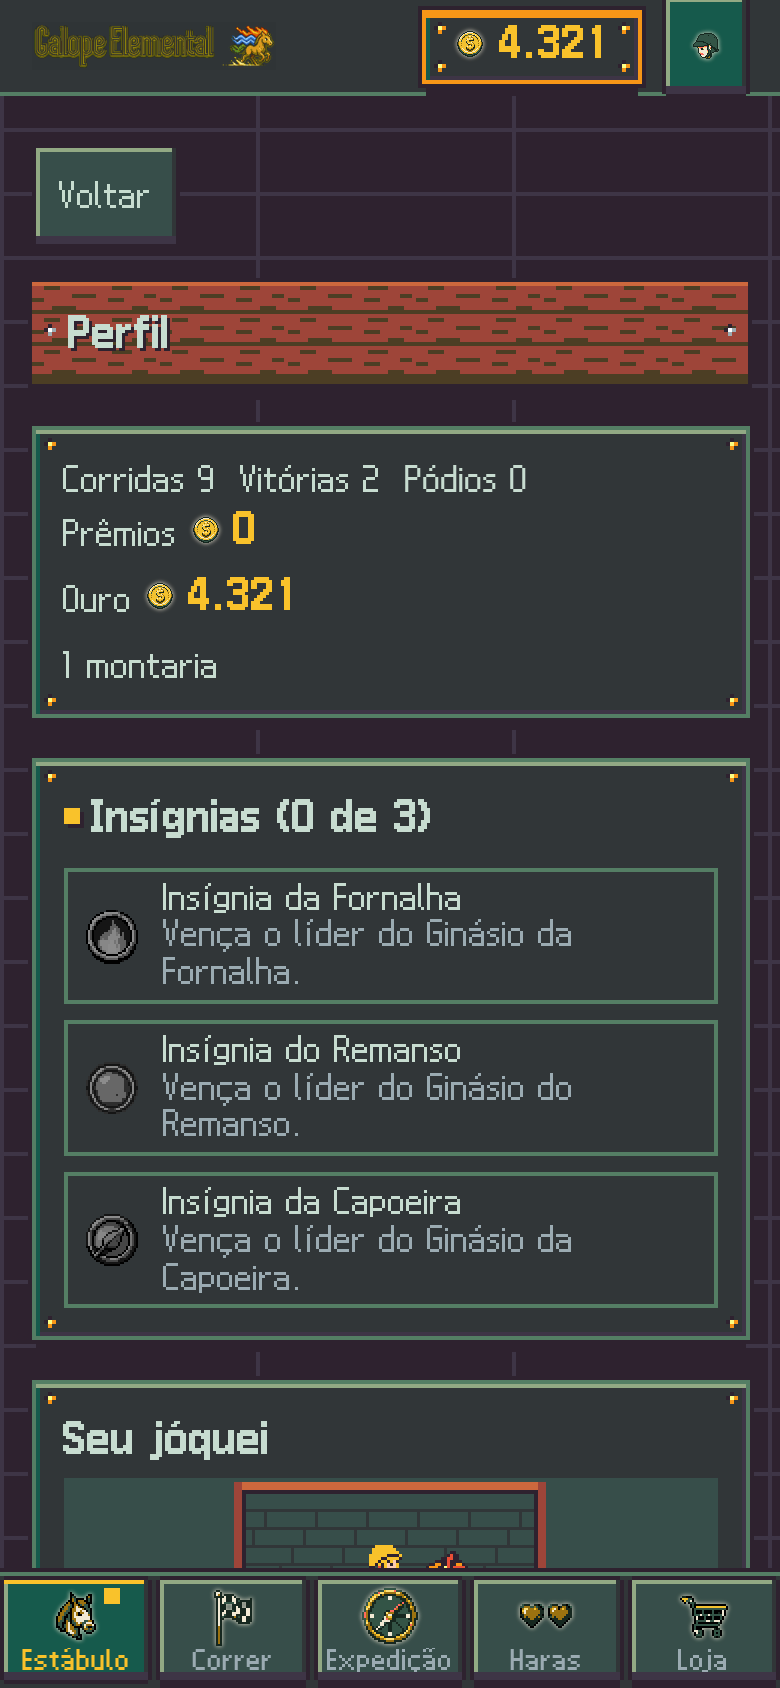 Galope Elemental
4.321
Voltar
Perfil
Corridas 9 Vitórias 2 Pódios 0
Prêmios 0
Ouro 4.321
1 montaria
Insígnias (0 de 3)
Insígnia da Fornalha
Vença o líder do Ginásio da
Fornalha.
Insígnia do Remanso
Vença o líder do Ginásio do
Remanso.
Insígnia da Capoeira
Vença o líder do Ginásio da
Capoeira.
Seu jóquei
Estábulo Correr Expedição Haras Loja